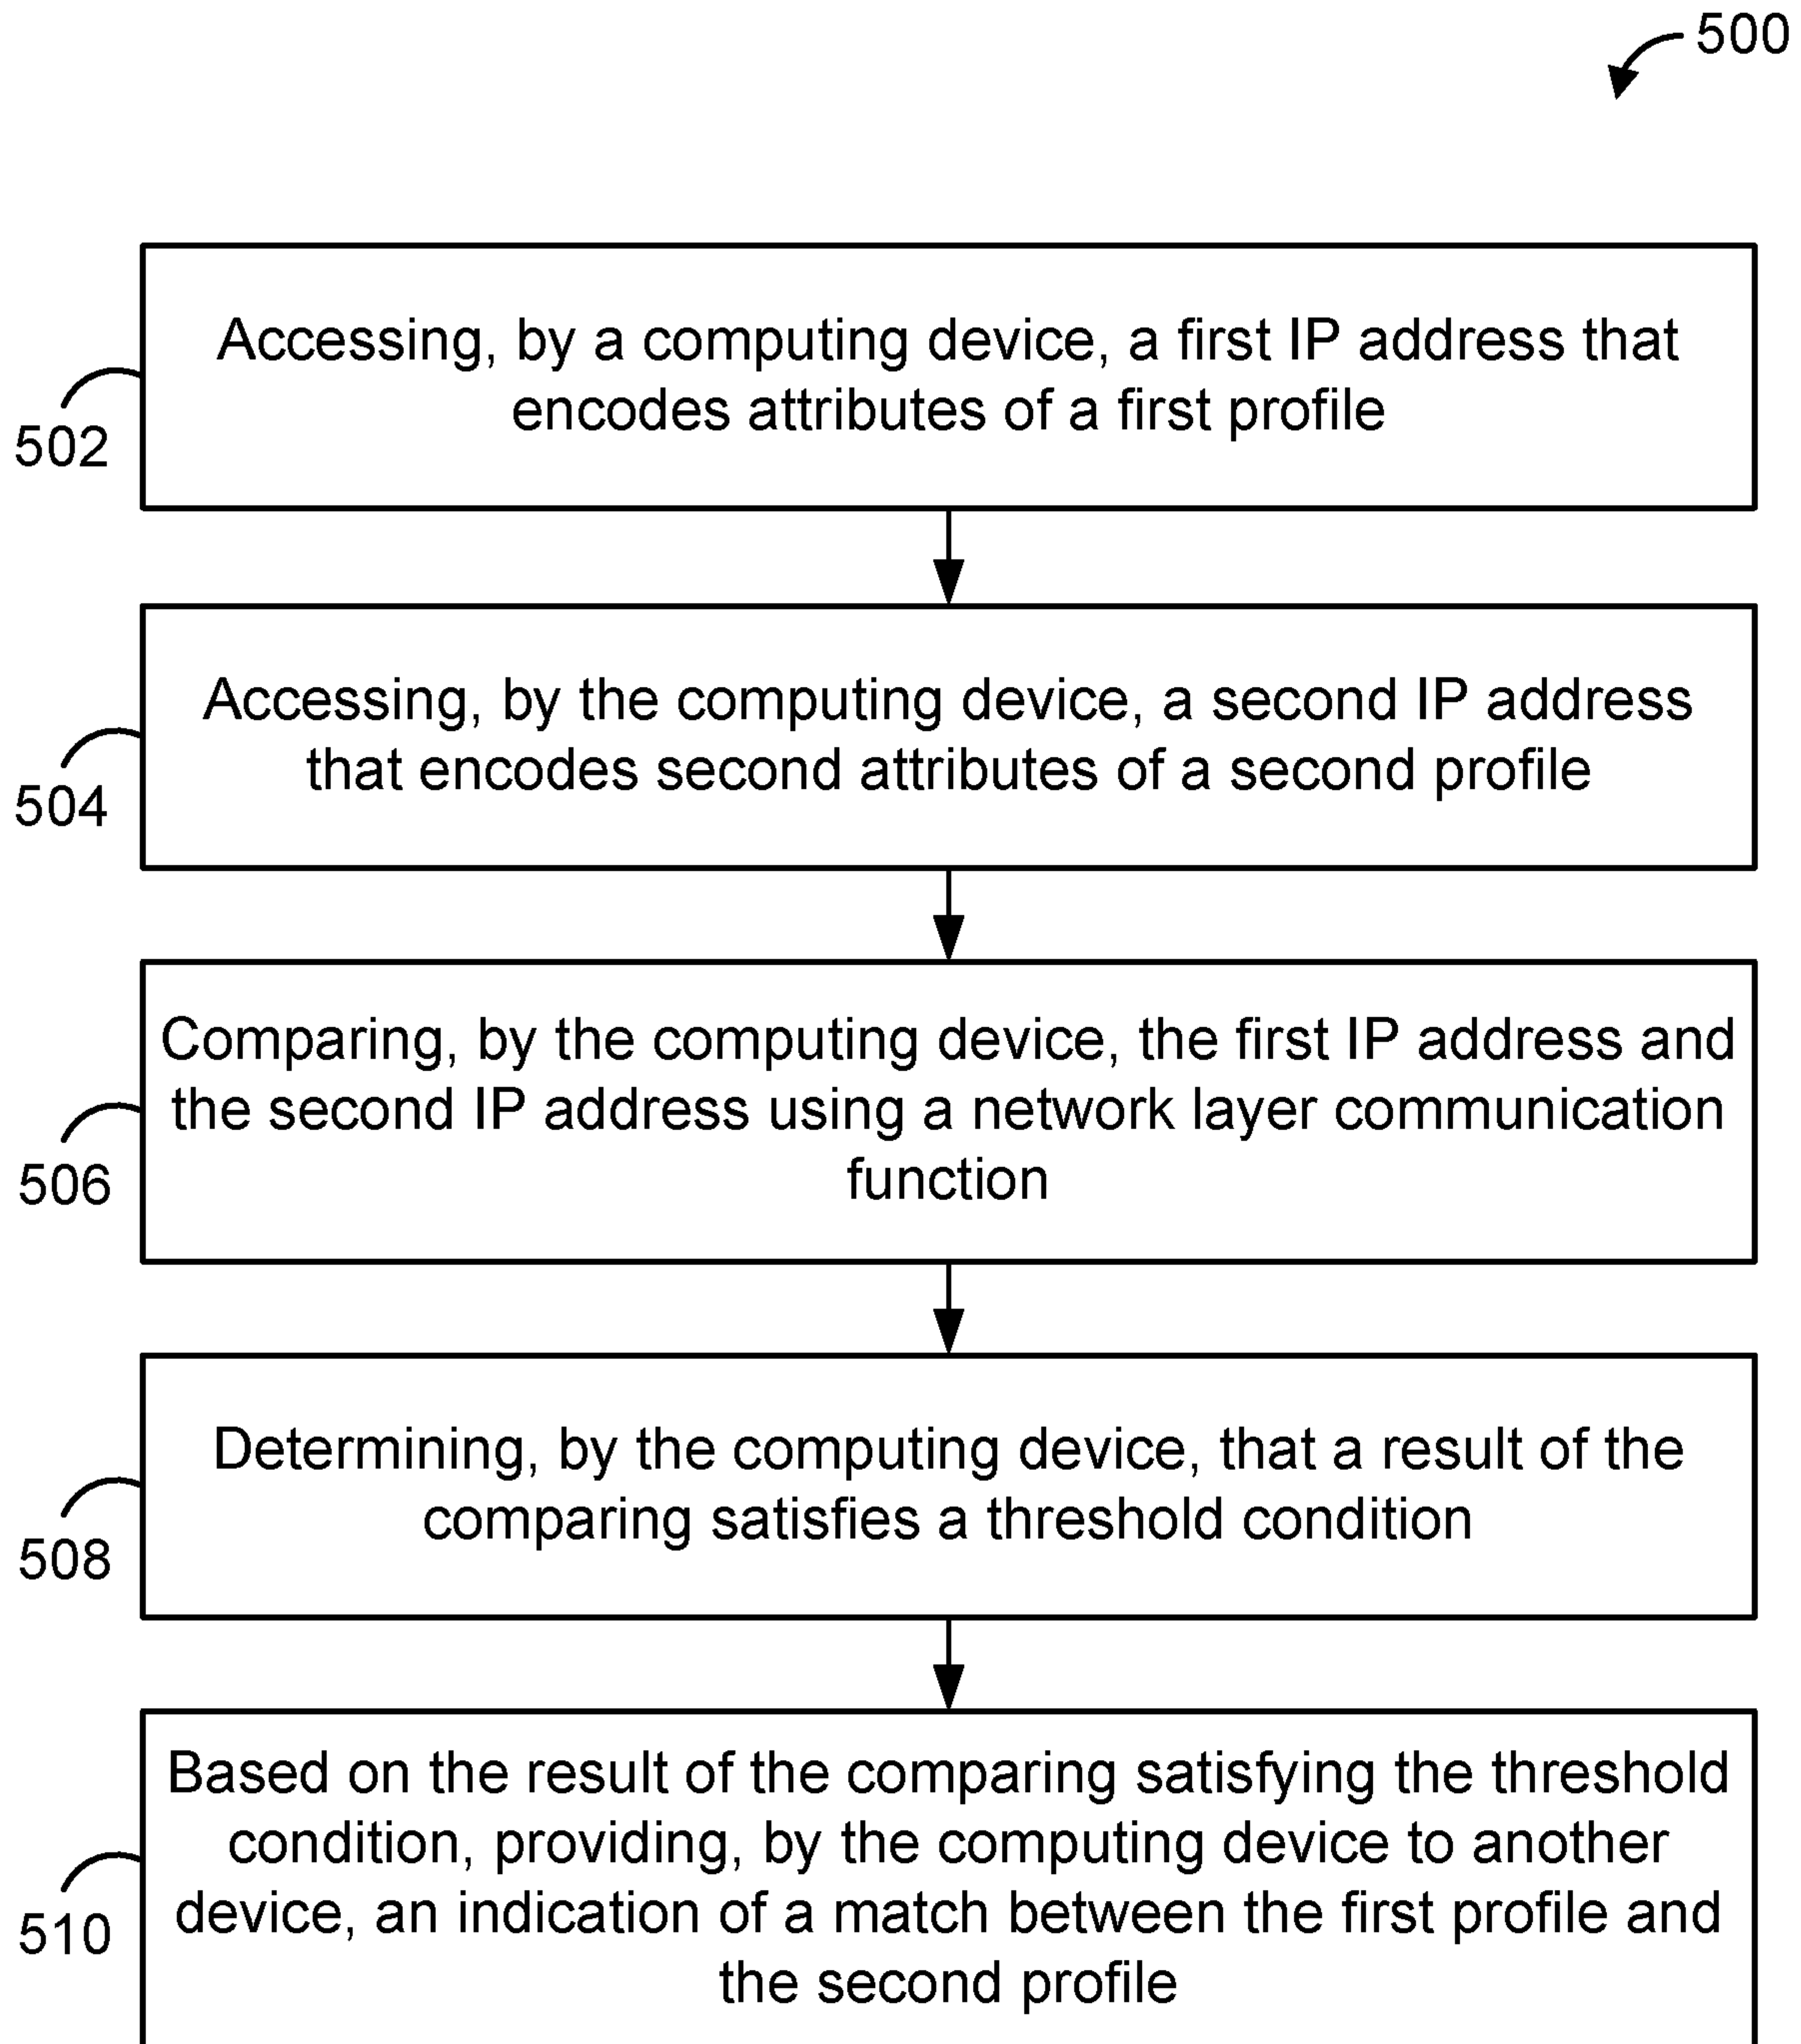 500
Accessing, by a computing device, a first IP address that
encodes attributes of a first profile
502
Accessing, by the computing device, a second IP address
that encodes second attributes of a second profile
504
Comparing, by the computing device, the first IP address and
the second IP address using a network layer communication
function
506
Determining, by the computing device, that a result of the
comparing satisfies a threshold condition
508
Based on the result of the comparing satisfying the threshold
condition, providing, by the computing device to another
device, an indication of a match between the first profile and
the second profile
510